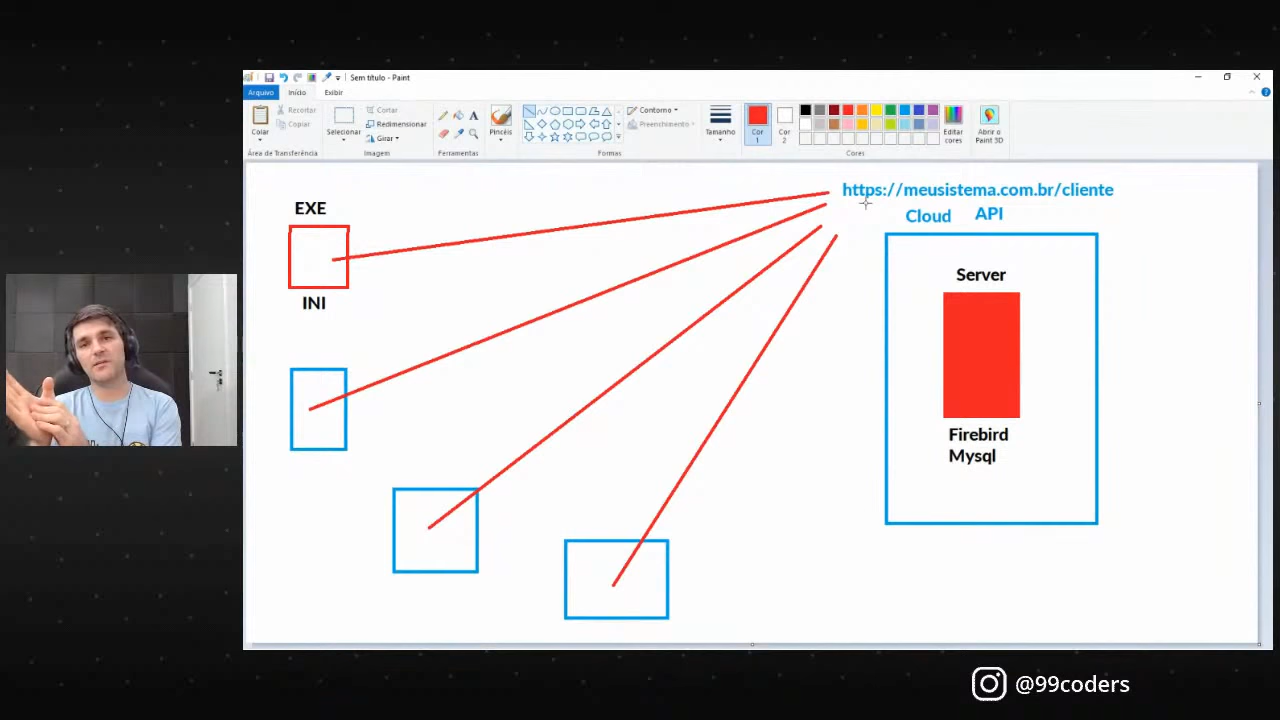 Sem título - Paint
Arquivo
Início
Exibir
Colar
Recortar
Copiar
Área de Transferência
Selecionar
Cortar
Redimensionar
Girar
Imagem
A
Ferramentas
Pincéis
Contorno
Preenchimento
Formas
Tamanho
Cor
1
Cor
2
Editar
cores
Cores
Abrir o
Paint 3D
EXE
INI
https://meusistema.com.br/cliente
Cloud
API
Server
Firebird
Mysql
@99coders